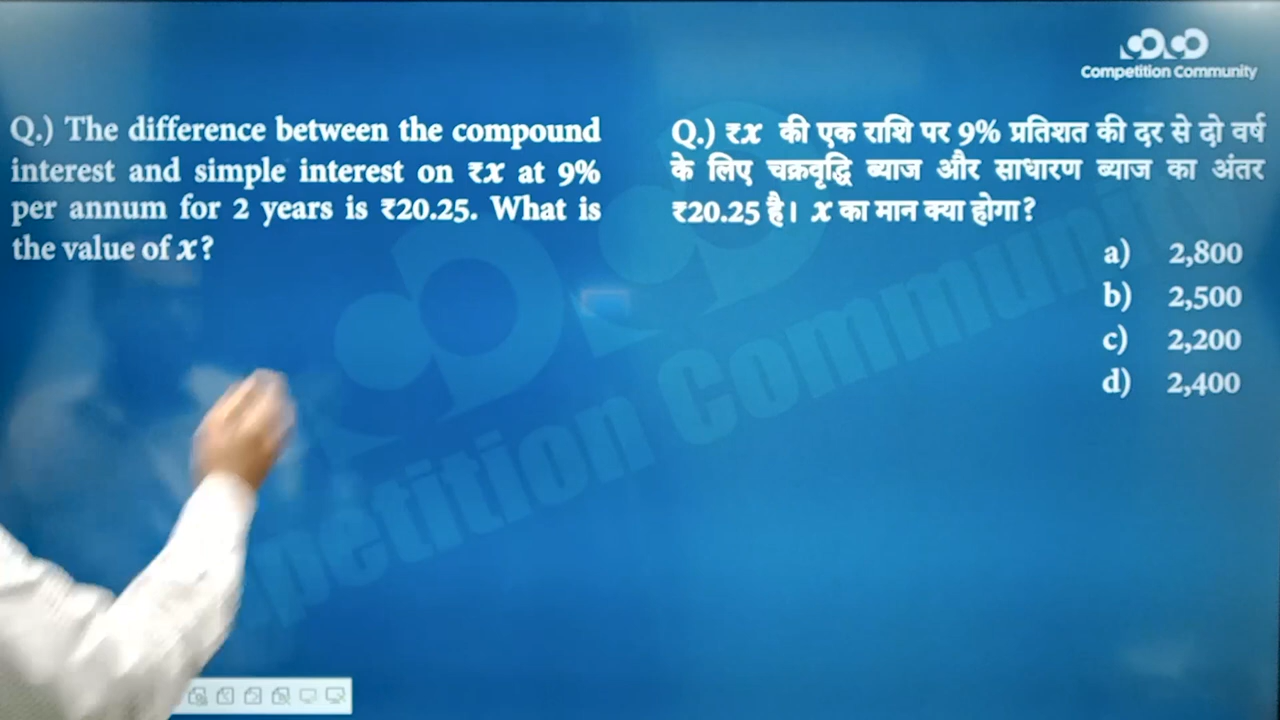 Competition Community
Q.) The difference between the compound
interest and simple interest on ₹x at 9%
per annum for 2 years is ₹20.25. What is
the value of x?
Q.) ₹x की एक राशि पर 9% प्रतिशत की दर से दो वर्ष
के लिए चक्रवृद्धि ब्याज और साधारण ब्याज का अंतर
₹20.25 है। x का मान क्या होगा?
a) 2,800
b) 2,500
c) 2,200
d) 2,400
petition Community